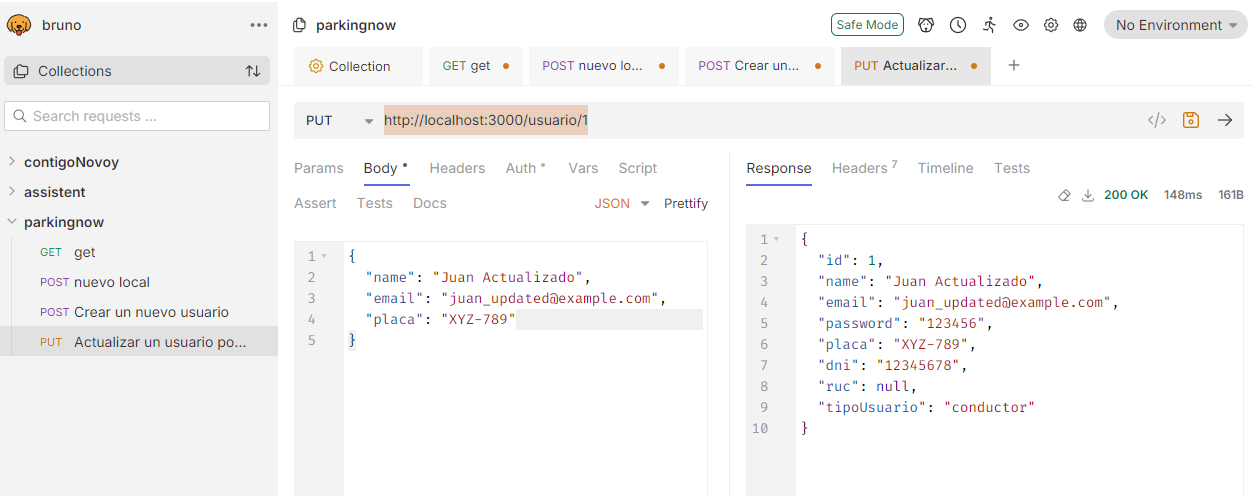 bruno
Collections
Search requests ...
contigoNovoy
assistent
parkingnow
GET get
POST nuevo local
POST Crear un nuevo usuario
PUT Actualizar un usuario po...
parkingnow
Safe Mode
No Environment
Collection
GET get
POST nuevo lo...
POST Crear un...
PUT Actualizar...
PUT
http://localhost:3000/usuario/1
Params Body Headers Auth Vars Script
Assert Tests Docs
JSON Prettify
1 {
2 "name": "Juan Actualizado",
3 "email": "juan_updated@example.com",
4 "placa": "XYZ-789"
5 }
Response Headers 7 Timeline Tests
200 OK 148ms 161B
1 {
2 "id": 1,
3 "name": "Juan Actualizado",
4 "email": "juan_updated@example.com",
5 "password": "123456",
6 "placa": "XYZ-789",
7 "dni": "12345678",
8 "ruc": null,
9 "tipoUsuario": "conductor"
10 }